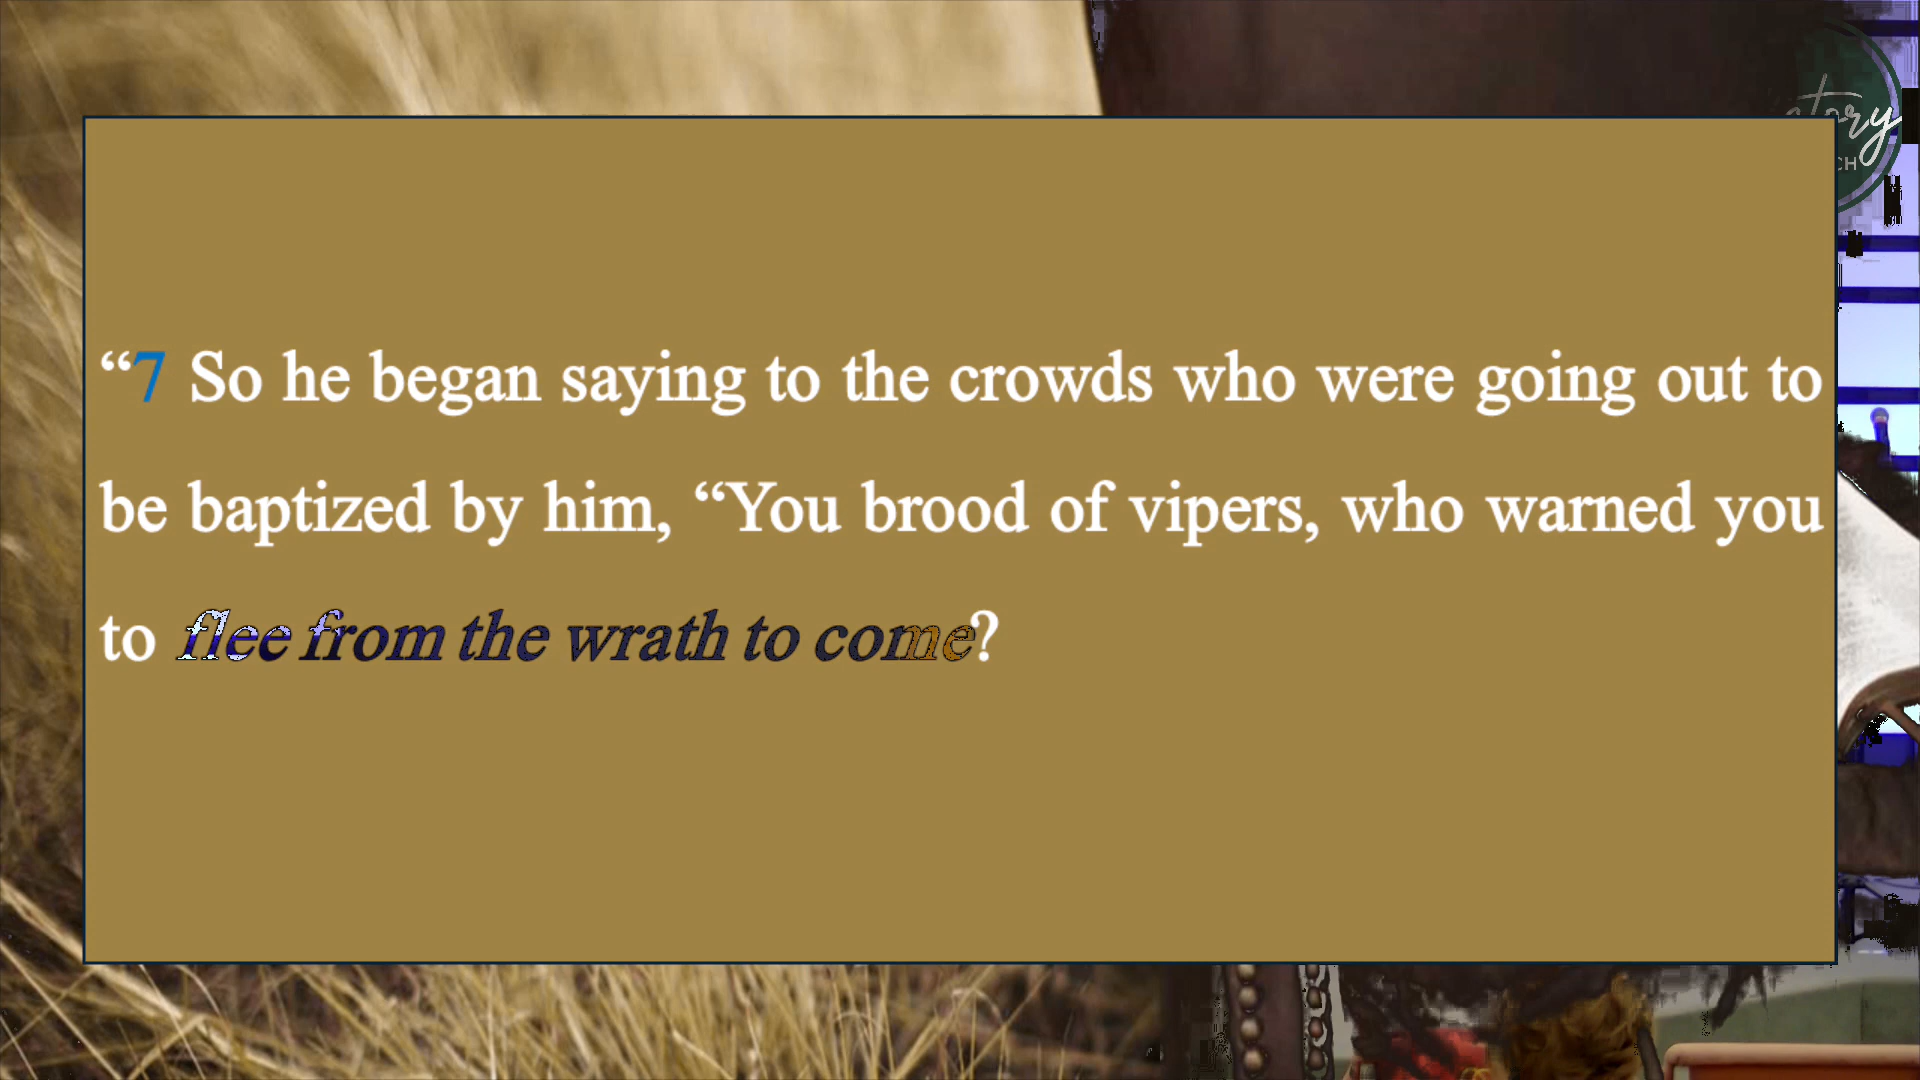 “7 So he began saying to the crowds who were going out to
be baptized by him, “You brood of vipers, who warned you
to flee from the wrath to come?